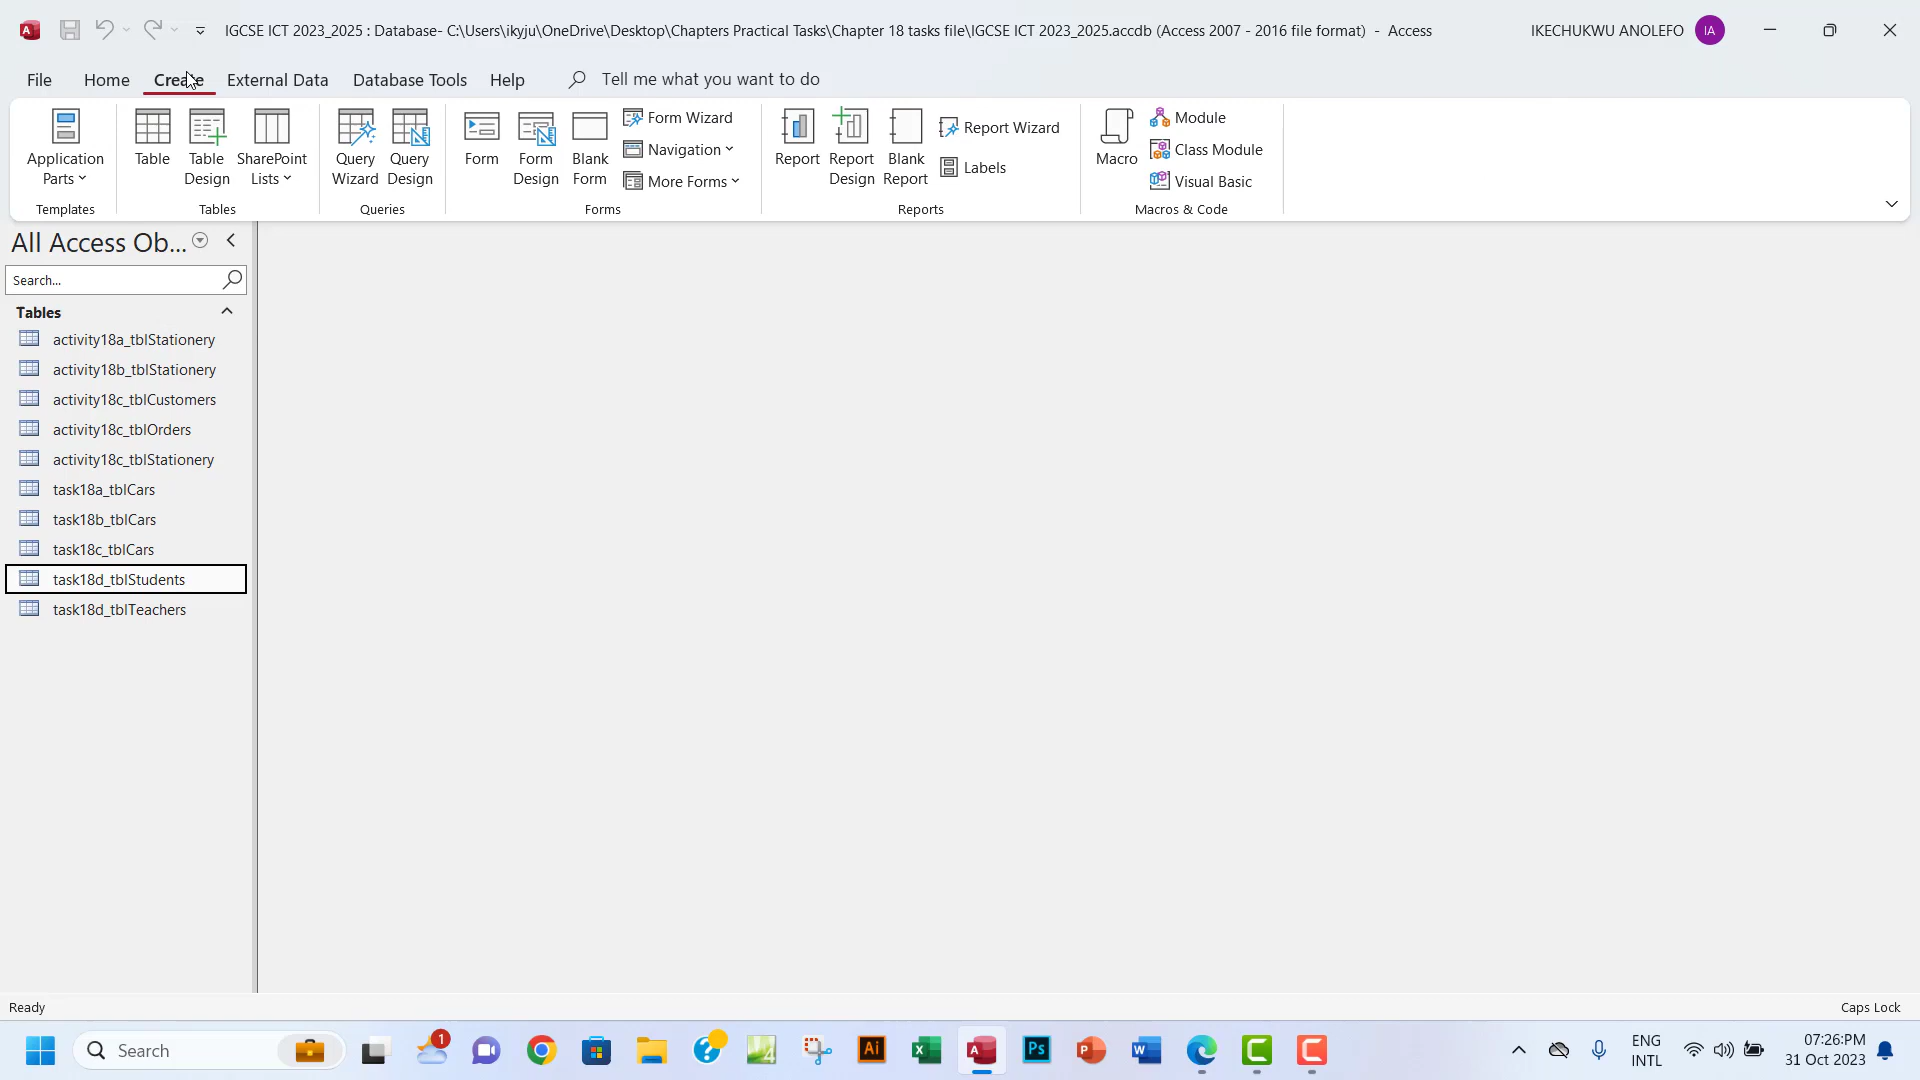 IGCSE ICT 2023_2025 : Database- C:\Users\ikyju\OneDrive\Desktop\Chapters Practical Tasks\Chapter 18 tasks file\IGCSE ICT 2023_2025.accdb (Access 2007 - 2016 file format) - Access
IKECHUKWU ANOLEFO
IA
File
Home
Create
External Data
Database Tools
Help
Tell me what you want to do
Application
Parts
Templates
Table
Table
Design
SharePoint
Lists
Tables
Query
Wizard
Query
Design
Queries
Form
Form
Design
Blank
Form
Form Wizard
Navigation
More Forms
Forms
Report
Report
Design
Blank
Report
Report Wizard
Labels
Reports
Macro
Module
Class Module
Visual Basic
Macros & Code
All Access Ob...
Search...
Tables
activity18a_tblStationery
activity18b_tblStationery
activity18c_tblCustomers
activity18c_tblOrders
activity18c_tblStationery
task18a_tblCars
task18b_tblCars
task18c_tblCars
task18d_tblStudents
task18d_tblTeachers
Ready
Caps Lock
Search
1
Ai
Ps
ENG
INTL
07:26PM
31 Oct 2023